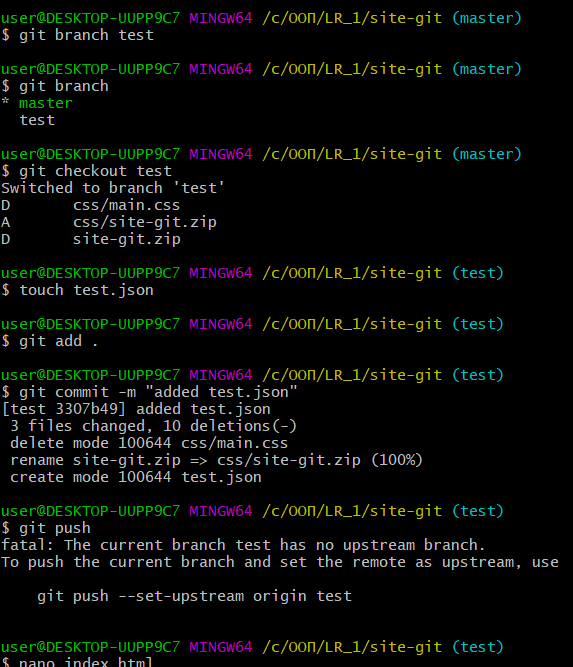 user@DESKTOP-UUPP9C7 MINGW64 /c/ООП/LR_1/site-git (master)
$ git branch test
user@DESKTOP-UUPP9C7 MINGW64 /c/ООП/LR_1/site-git (master)
$ git branch
* master
  test
user@DESKTOP-UUPP9C7 MINGW64 /c/ООП/LR_1/site-git (master)
$ git checkout test
Switched to branch 'test'
D       css/main.css
A       css/site-git.zip
D       site-git.zip
user@DESKTOP-UUPP9C7 MINGW64 /c/ООП/LR_1/site-git (test)
$ touch test.json
user@DESKTOP-UUPP9C7 MINGW64 /c/ООП/LR_1/site-git (test)
$ git add .
user@DESKTOP-UUPP9C7 MINGW64 /c/ООП/LR_1/site-git (test)
$ git commit -m "added test.json"
[test 3307b49] added test.json
 3 files changed, 10 deletions(-)
 delete mode 100644 css/main.css
 rename site-git.zip => css/site-git.zip (100%)
 create mode 100644 test.json
user@DESKTOP-UUPP9C7 MINGW64 /c/ООП/LR_1/site-git (test)
$ git push
fatal: The current branch test has no upstream branch.
To push the current branch and set the remote as upstream, use
    git push --set-upstream origin test
user@DESKTOP-UUPP9C7 MINGW64 /c/ООП/LR_1/site-git (test)
$ nano index.html